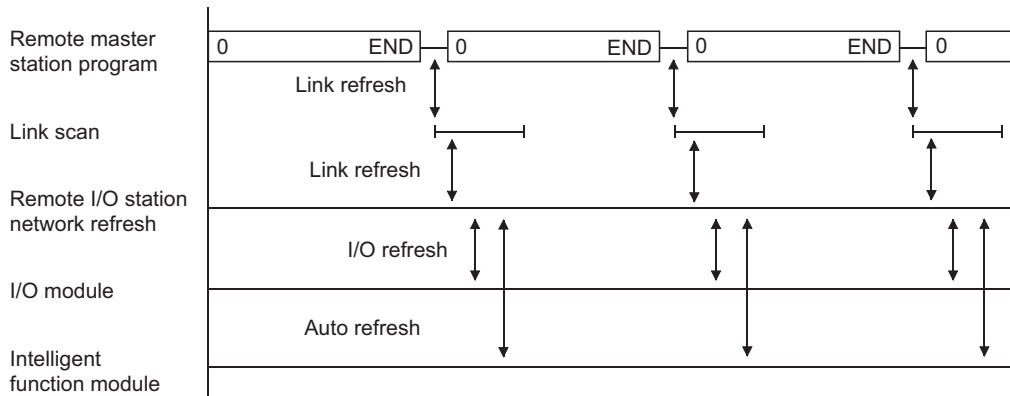 Remote master
station program
0 END 0 END 0 END 0
Link refresh
Link scan
Link refresh
Remote I/O station
network refresh
I/O refresh
I/O module
Auto refresh
Intelligent
function module